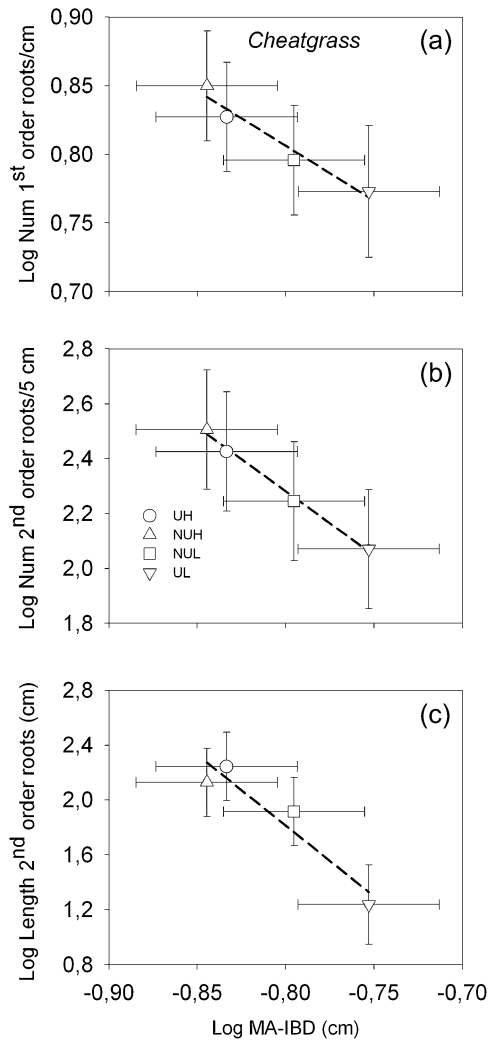 Cheatgrass
(a)
0,90
0,85
0,80
0,75
0,70
Log Num 1st order roots/cm
(b)
2,8
2,6
2,4
2,2
2,0
1,8
Log Num 2nd order roots/5 cm
UH
NUH
NUL
UL
(c)
2,8
2,4
2,0
1,6
1,2
0,8
Log Length 2nd order roots (cm)
-0,90 -0,85 -0,80 -0,75 -0,70
Log MA-IBD (cm)